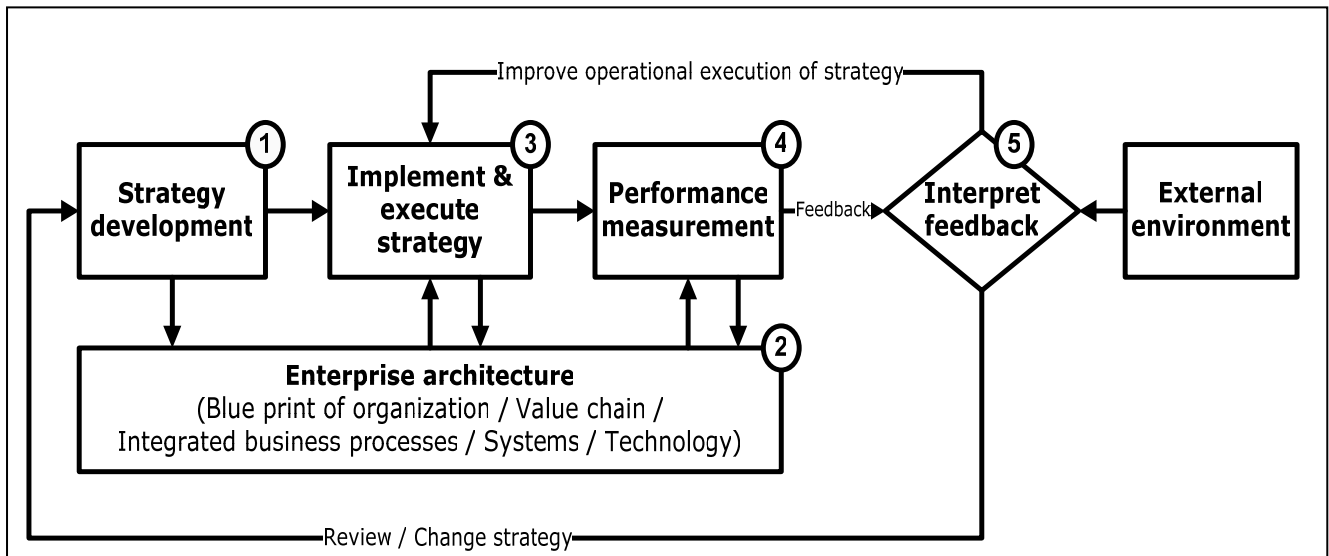 Improve operational execution of strategy
1
Strategy
development
3
Implement &
execute
strategy
4
Performance
measurement
Feedback
5
Interpret
feedback
External
environment
2
Enterprise architecture
(Blue print of organization / Value chain /
Integrated business processes / Systems / Technology)
Review / Change strategy